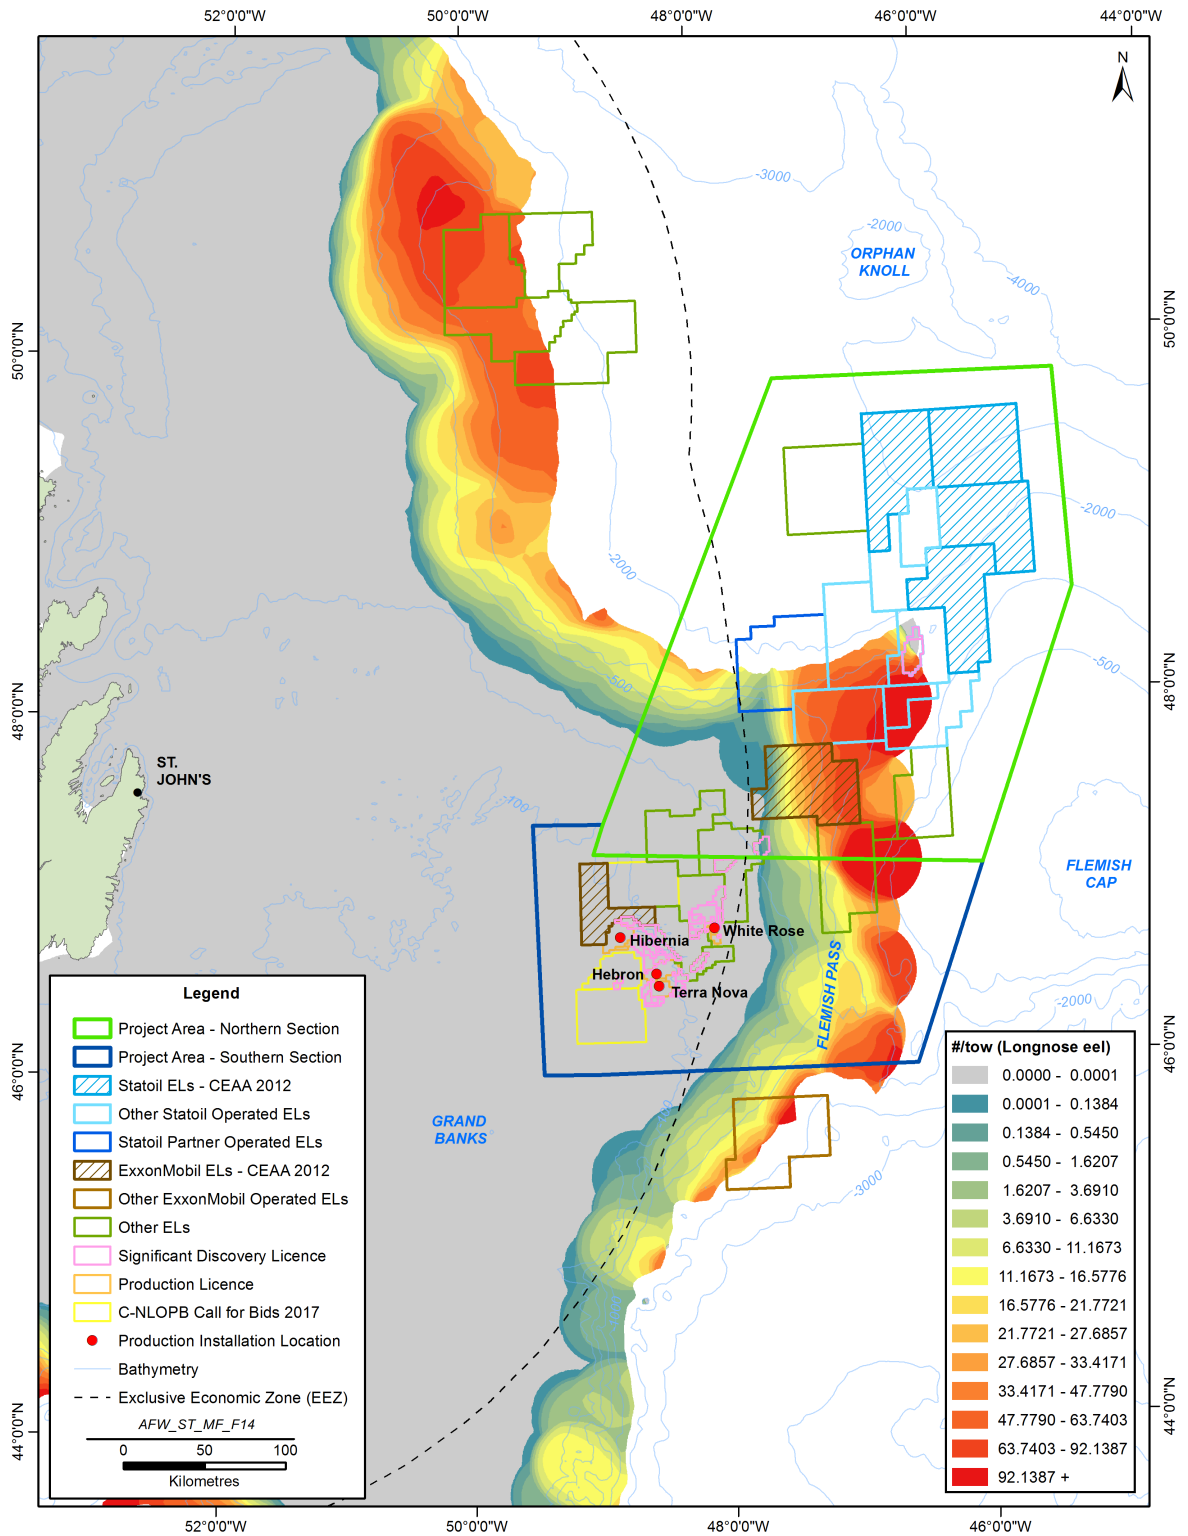 52°0'0"W 50°0'0"W 48°0'0"W 46°0'0"W 44°0'0"W
N
-3000
-2000
ORPHAN
KNOLL
-4000
50°0'0"N
50°0'0"N
-2000
-2000
-500
-500
48°0'0"N
48°0'0"N
ST.
JOHN'S
-100
FLEMISH
CAP
White Rose
Hibernia
Hebron
Terra Nova
FLEMISH PASS
-2000
46°0'0"N
46°0'0"N
GRAND
BANKS
-3000
44°0'0"N
44°0'0"N
Legend
Project Area - Northern Section
Project Area - Southern Section
Statoil ELs - CEAA 2012
Other Statoil Operated ELs
Statoil Partner Operated ELs
ExxonMobil ELs - CEAA 2012
Other ExxonMobil Operated ELs
Other ELs
Significant Discovery Licence
Production Licence
C-NLOPB Call for Bids 2017
Production Installation Location
Bathymetry
Exclusive Economic Zone (EEZ)
AFW_ST_MF_F14
0 50 100
Kilometres
#/tow (Longnose eel)
0.0000 - 0.0001
0.0001 - 0.1384
0.1384 - 0.5450
0.5450 - 1.6207
1.6207 - 3.6910
3.6910 - 6.6330
6.6330 - 11.1673
11.1673 - 16.5776
16.5776 - 21.7721
21.7721 - 27.6857
27.6857 - 33.4171
33.4171 - 47.7790
47.7790 - 63.7403
63.7403 - 92.1387
92.1387 +
52°0'0"W 50°0'0"W 48°0'0"W 46°0'0"W